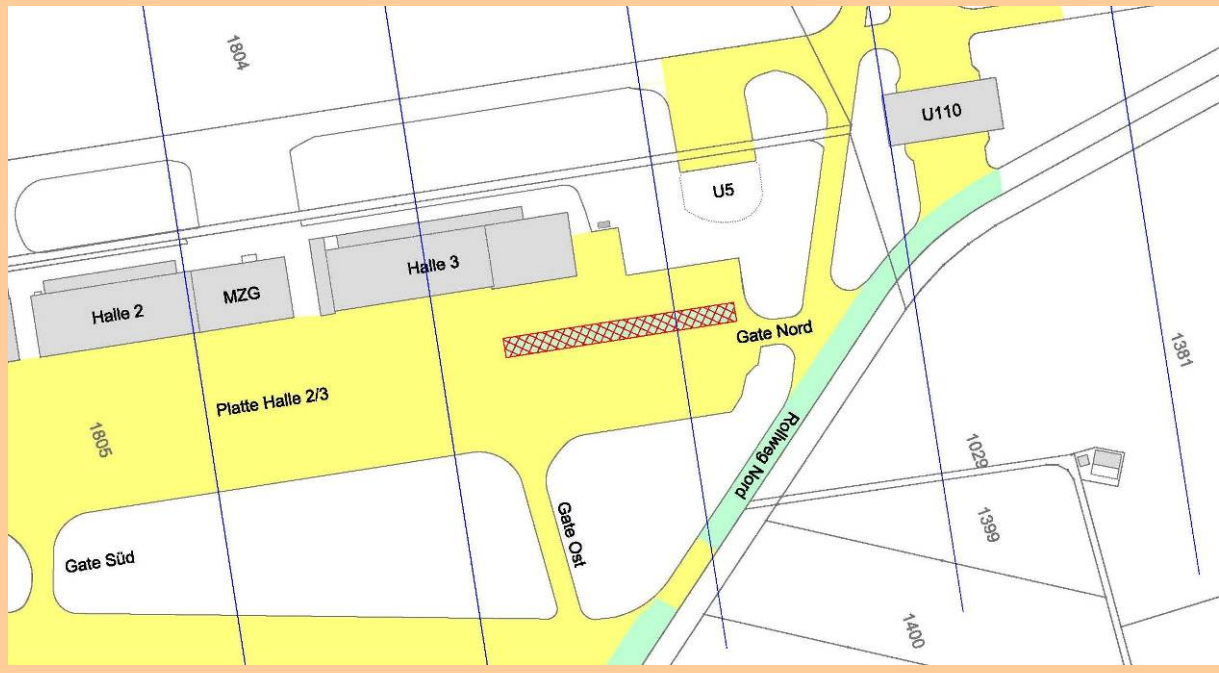 1804
U110
U5
Halle 3
MZG
Halle 2
Gate Nord
1381
Platte Halle 2/3
1805
Rollweg Nord
1029
1399
Gate Ost
Gate Süd
1400